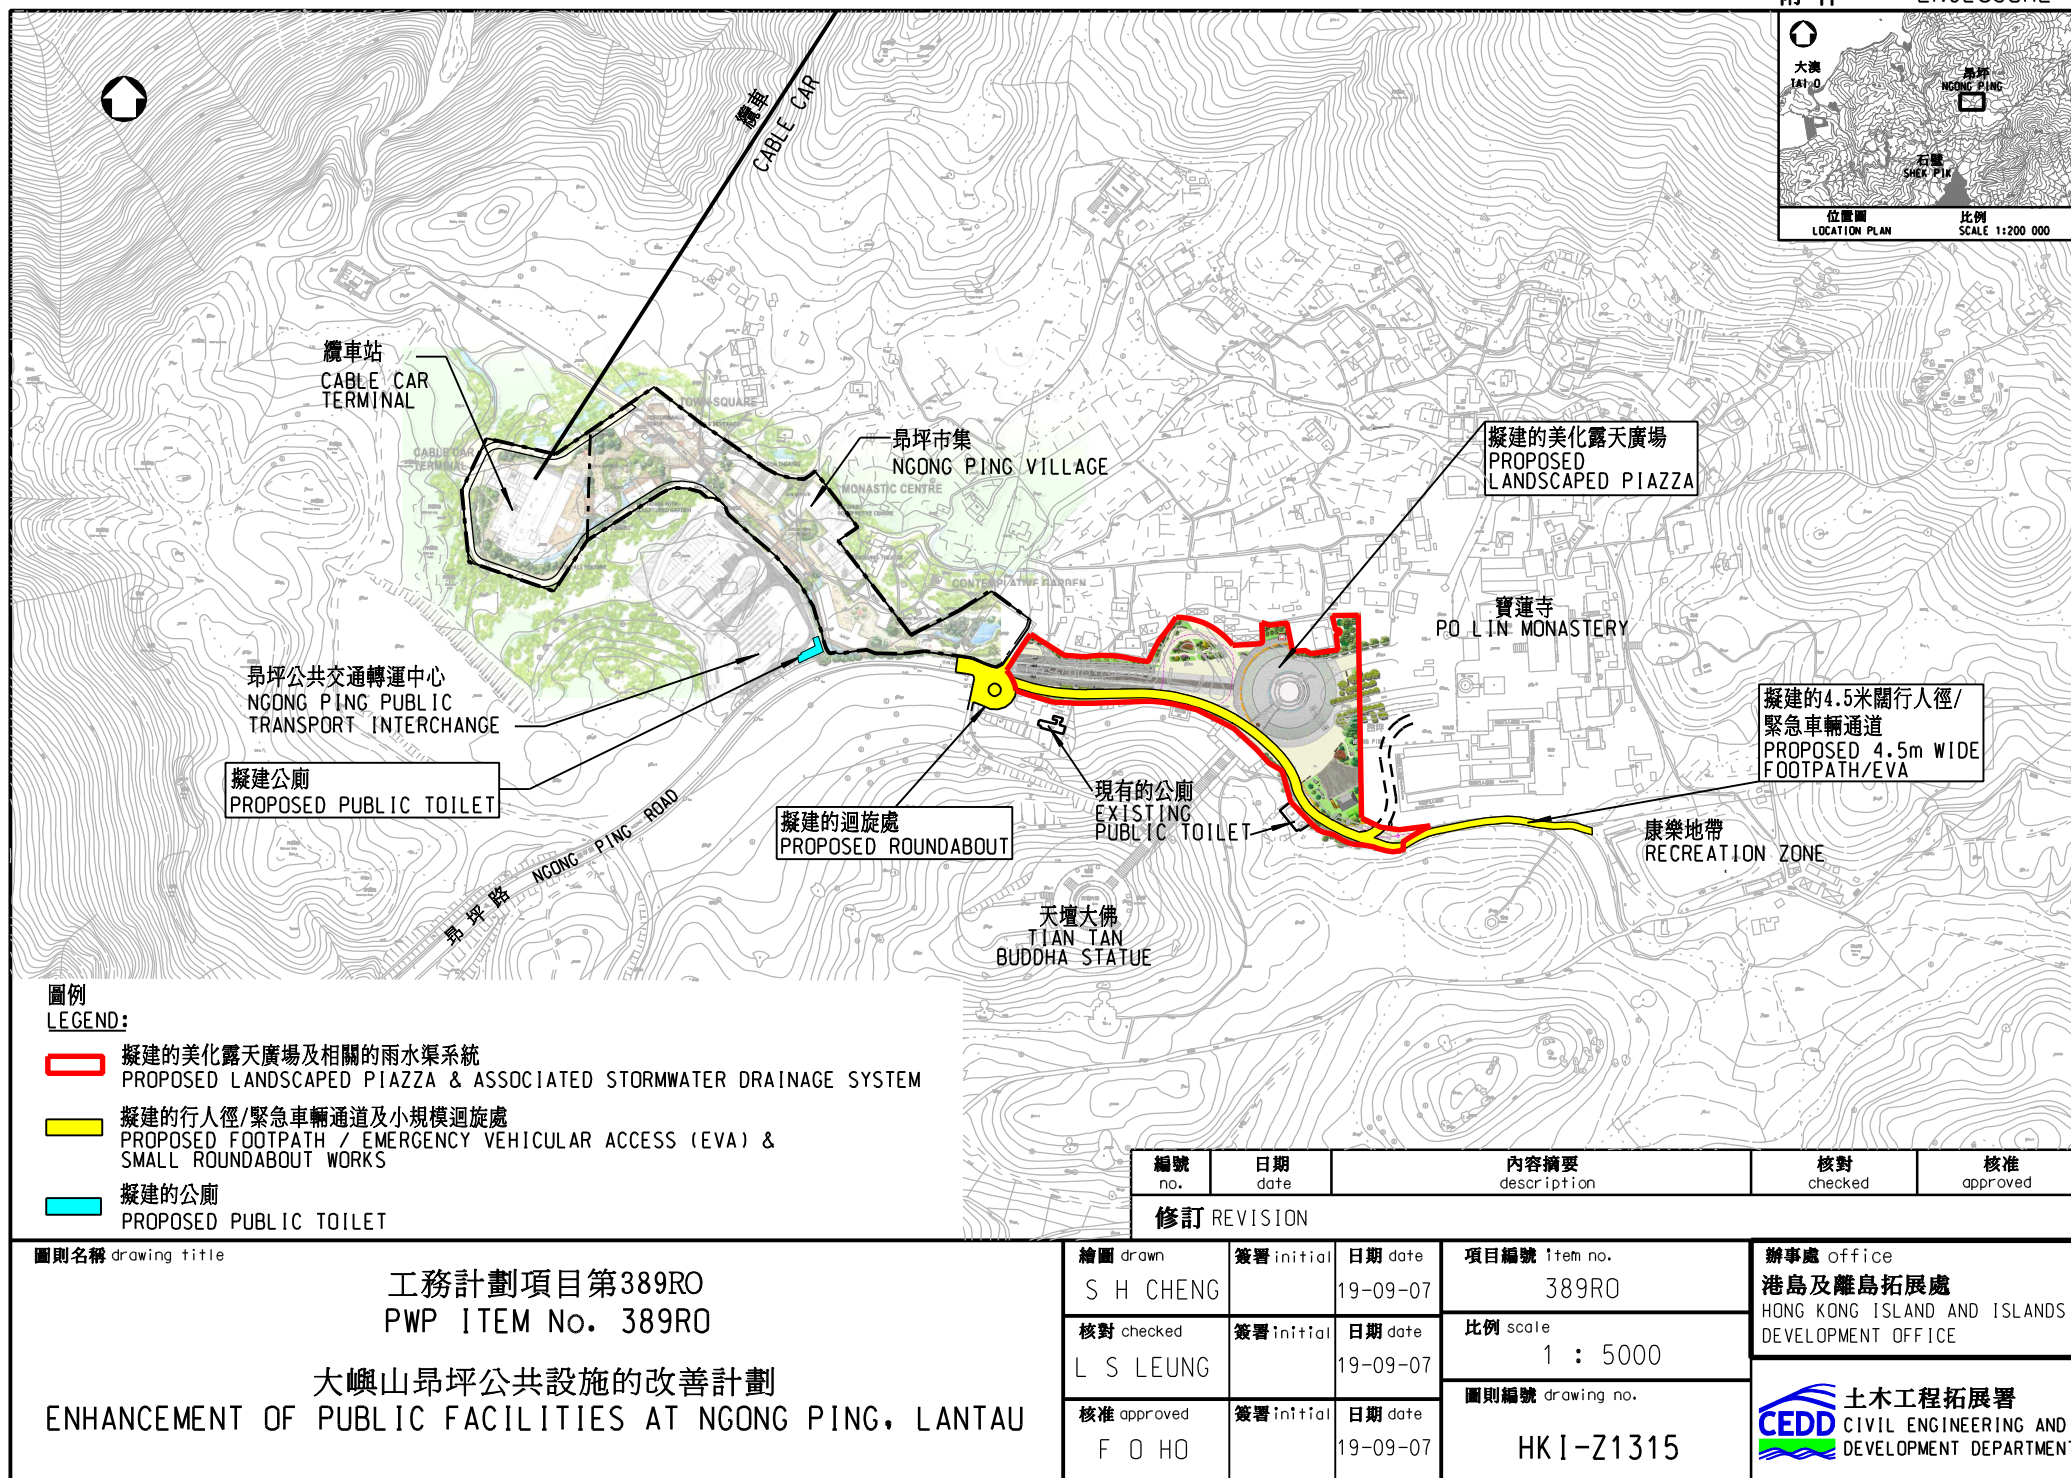 附件 ENCLOSURE
大澳
TAI O
昂坪
NGONG PING
石壁
SHEK PIK
位置圖
LOCATION PLAN
比例
SCALE 1:200 000
纜車
CABLE CAR
纜車站
CABLE CAR
TERMINAL
TOWN SQUARE
CABLE CAR
TERMINAL
昂坪市集
NGONG PING VILLAGE
MONASTIC CENTRE
CONTEMPLATIVE GARDEN
擬建的美化露天廣場
PROPOSED
LANDSCAPED PIAZZA
寶蓮寺
PO LIN MONASTERY
昂坪公共交通轉運中心
NGONG PING PUBLIC
TRANSPORT INTERCHANGE
擬建公廁
PROPOSED PUBLIC TOILET
昂坪路 NGONG PING ROAD
擬建的迴旋處
PROPOSED ROUNDABOUT
現有的公廁
EXISTING
PUBLIC TOILET
擬建的4.5米闊行人徑/
緊急車輛通道
PROPOSED 4.5m WIDE
FOOTPATH/EVA
康樂地帶
RECREATION ZONE
天壇大佛
TIAN TAN
BUDDHA STATUE
圖例
LEGEND:
擬建的美化露天廣場及相關的雨水渠系統
PROPOSED LANDSCAPED PIAZZA & ASSOCIATED STORMWATER DRAINAGE SYSTEM
擬建的行人徑/緊急車輛通道及小規模迴旋處
PROPOSED FOOTPATH / EMERGENCY VEHICULAR ACCESS (EVA) &
SMALL ROUNDABOUT WORKS
擬建的公廁
PROPOSED PUBLIC TOILET
編號 日期 內容摘要 核對 核准
no. date description checked approved
修訂 REVISION
圖則名稱 drawing title
工務計劃項目第389RO
PWP ITEM No. 389RO
大嶼山昂坪公共設施的改善計劃
ENHANCEMENT OF PUBLIC FACILITIES AT NGONG PING, LANTAU
繪圖 drawn 簽署 initial 日期 date
S H CHENG 19-09-07
核對 checked 簽署 initial 日期 date
L S LEUNG 19-09-07
核准 approved 簽署 initial 日期 date
F O HO 19-09-07
項目編號 item no.
389RO
比例 scale
1 : 5000
圖則編號 drawing no.
HKI-Z1315
辦事處 office
港島及離島拓展處
HONG KONG ISLAND AND ISLANDS
DEVELOPMENT OFFICE
CEDD
土木工程拓展署
CIVIL ENGINEERING AND
DEVELOPMENT DEPARTMENT